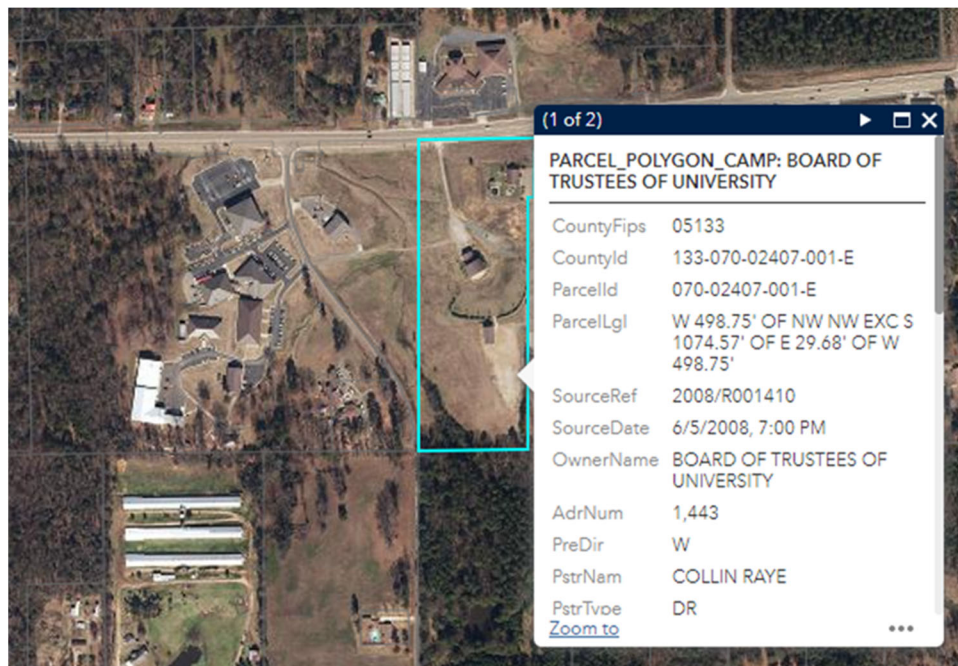 (1 of 2)
PARCEL_POLYGON_CAMP: BOARD OF
TRUSTEES OF UNIVERSITY
CountyFips 05133
CountyId 133-070-02407-001-E
ParcelId 070-02407-001-E
ParcelLgl W 498.75' OF NW NW EXC S
1074.57' OF E 29.68' OF W
498.75'
SourceRef 2008/R001410
SourceDate 6/5/2008, 7:00 PM
OwnerName BOARD OF TRUSTEES OF
UNIVERSITY
AdrNum 1,443
PreDir W
PstrNam COLLIN RAYE
PstrType DR
Zoom to